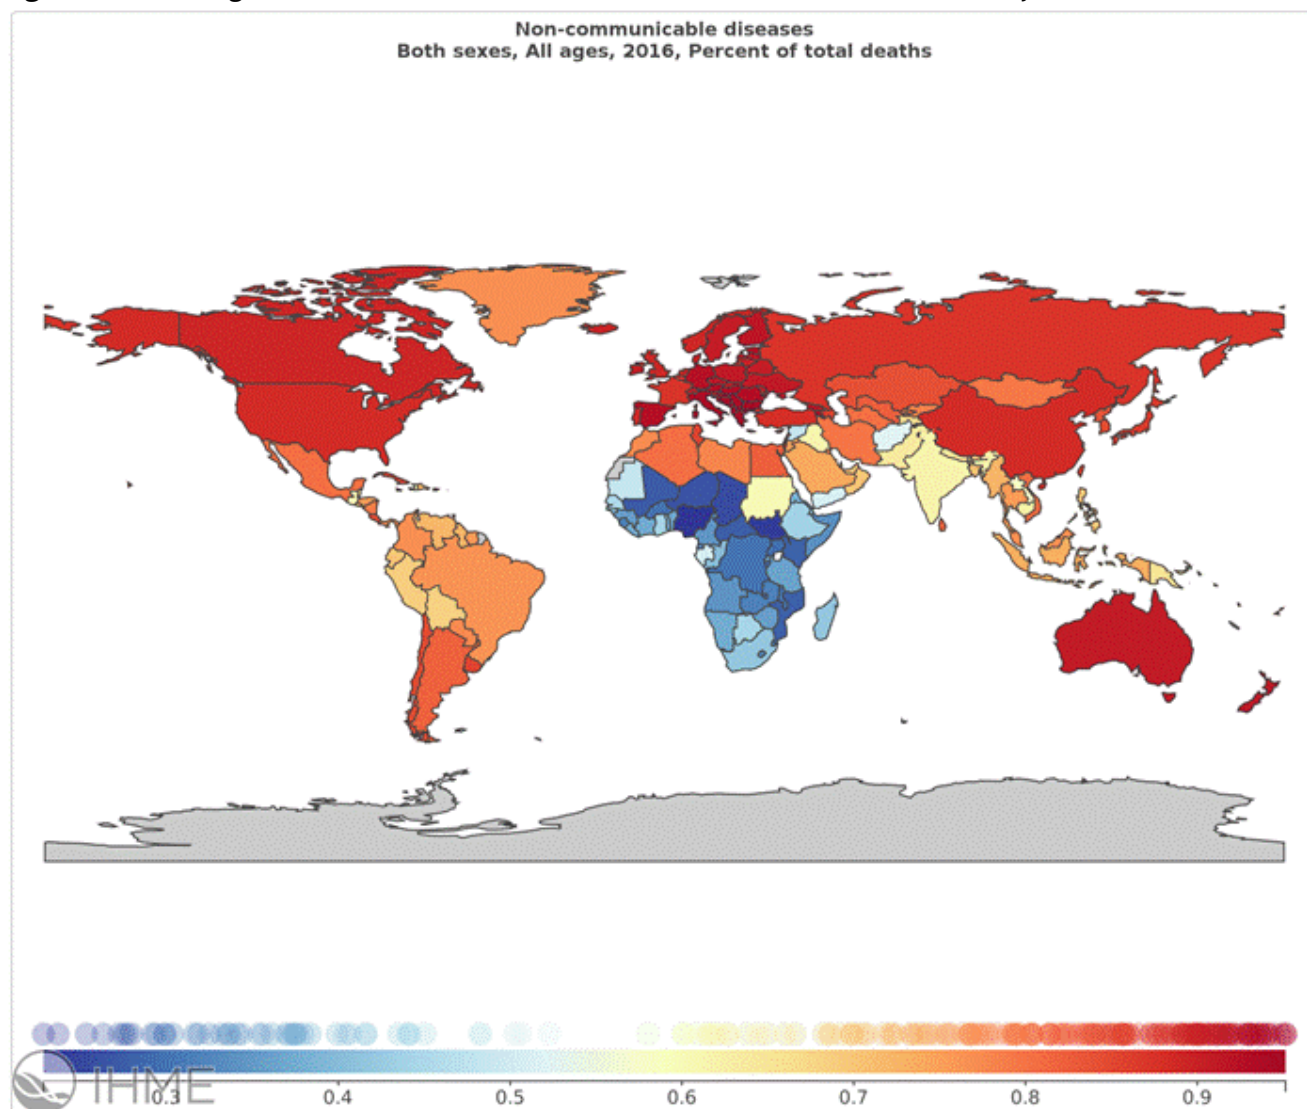 Non-communicable diseases
Both sexes, All ages, 2016, Percent of total deaths
IHME
0.3 0.4 0.5 0.6 0.7 0.8 0.9